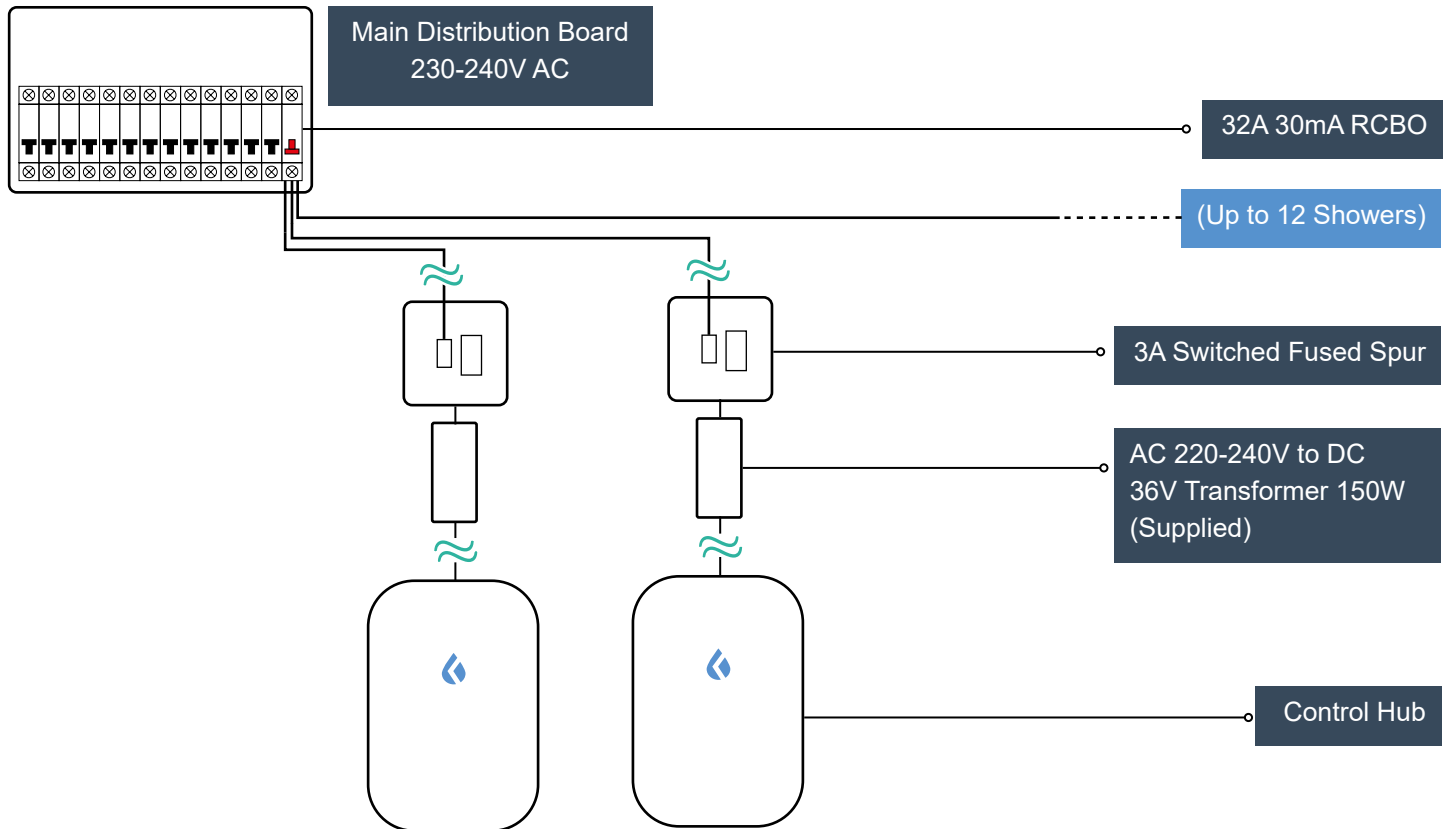 Main Distribution Board
230-240V AC
32A 30mA RCBO
(Up to 12 Showers)
3A Switched Fused Spur
AC 220-240V to DC
36V Transformer 150W
(Supplied)
Control Hub